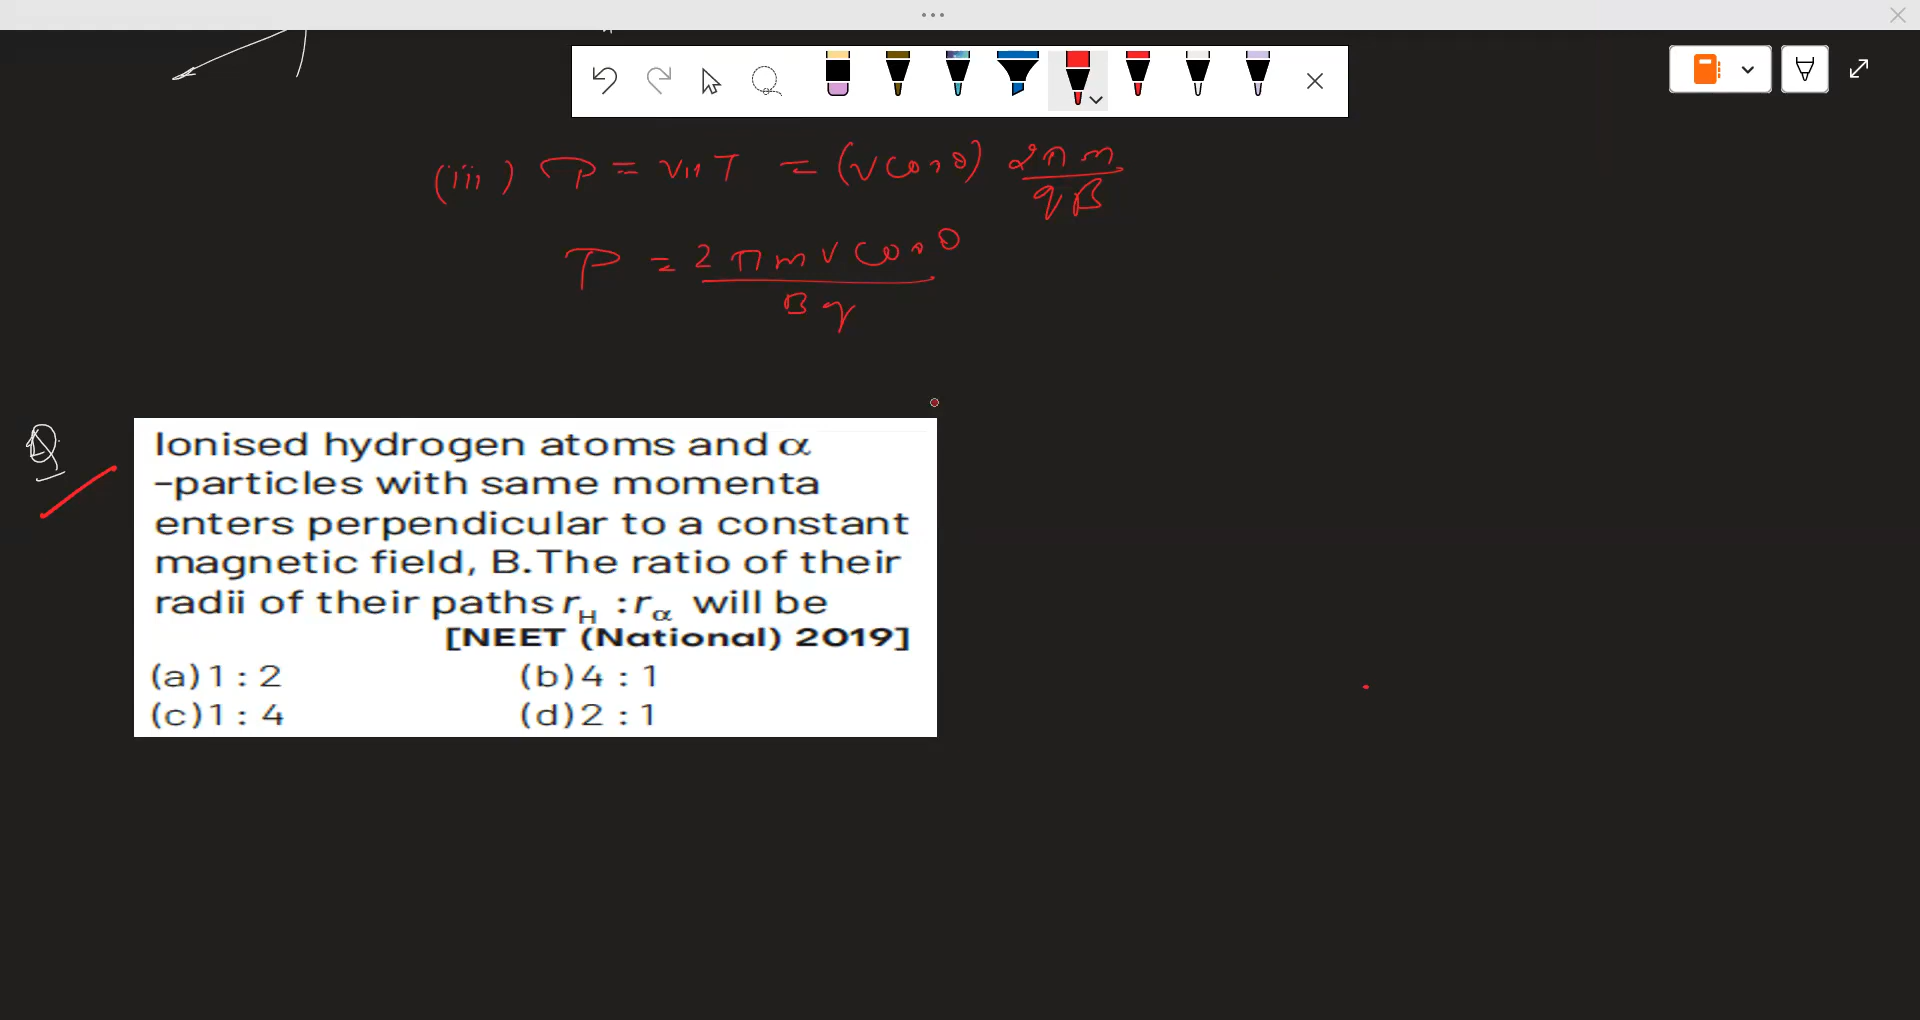 (iii) P = v₁₁ T = (v cos θ) 2πm / qB
P = 2πm v cos θ / Bq
Q
Ionised hydrogen atoms and α
-particles with same momenta
enters perpendicular to a constant
magnetic field, B. The ratio of their
radii of their paths r_H : r_α will be
[NEET (National) 2019]
(a) 1 : 2 (b) 4 : 1
(c) 1 : 4 (d) 2 : 1